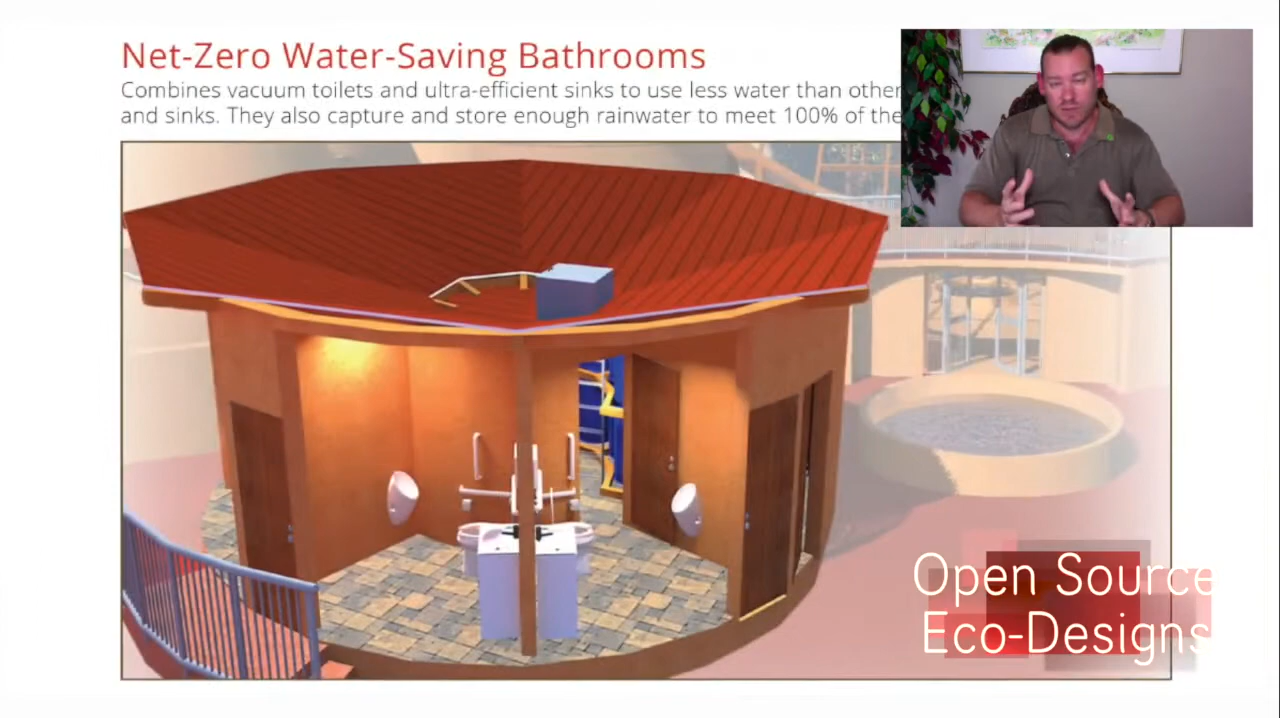 Net-Zero Water-Saving Bathrooms
Combines vacuum toilets and ultra-efficient sinks to use less water than other
and sinks. They also capture and store enough rainwater to meet 100% of the
Open Source
Eco-Designs